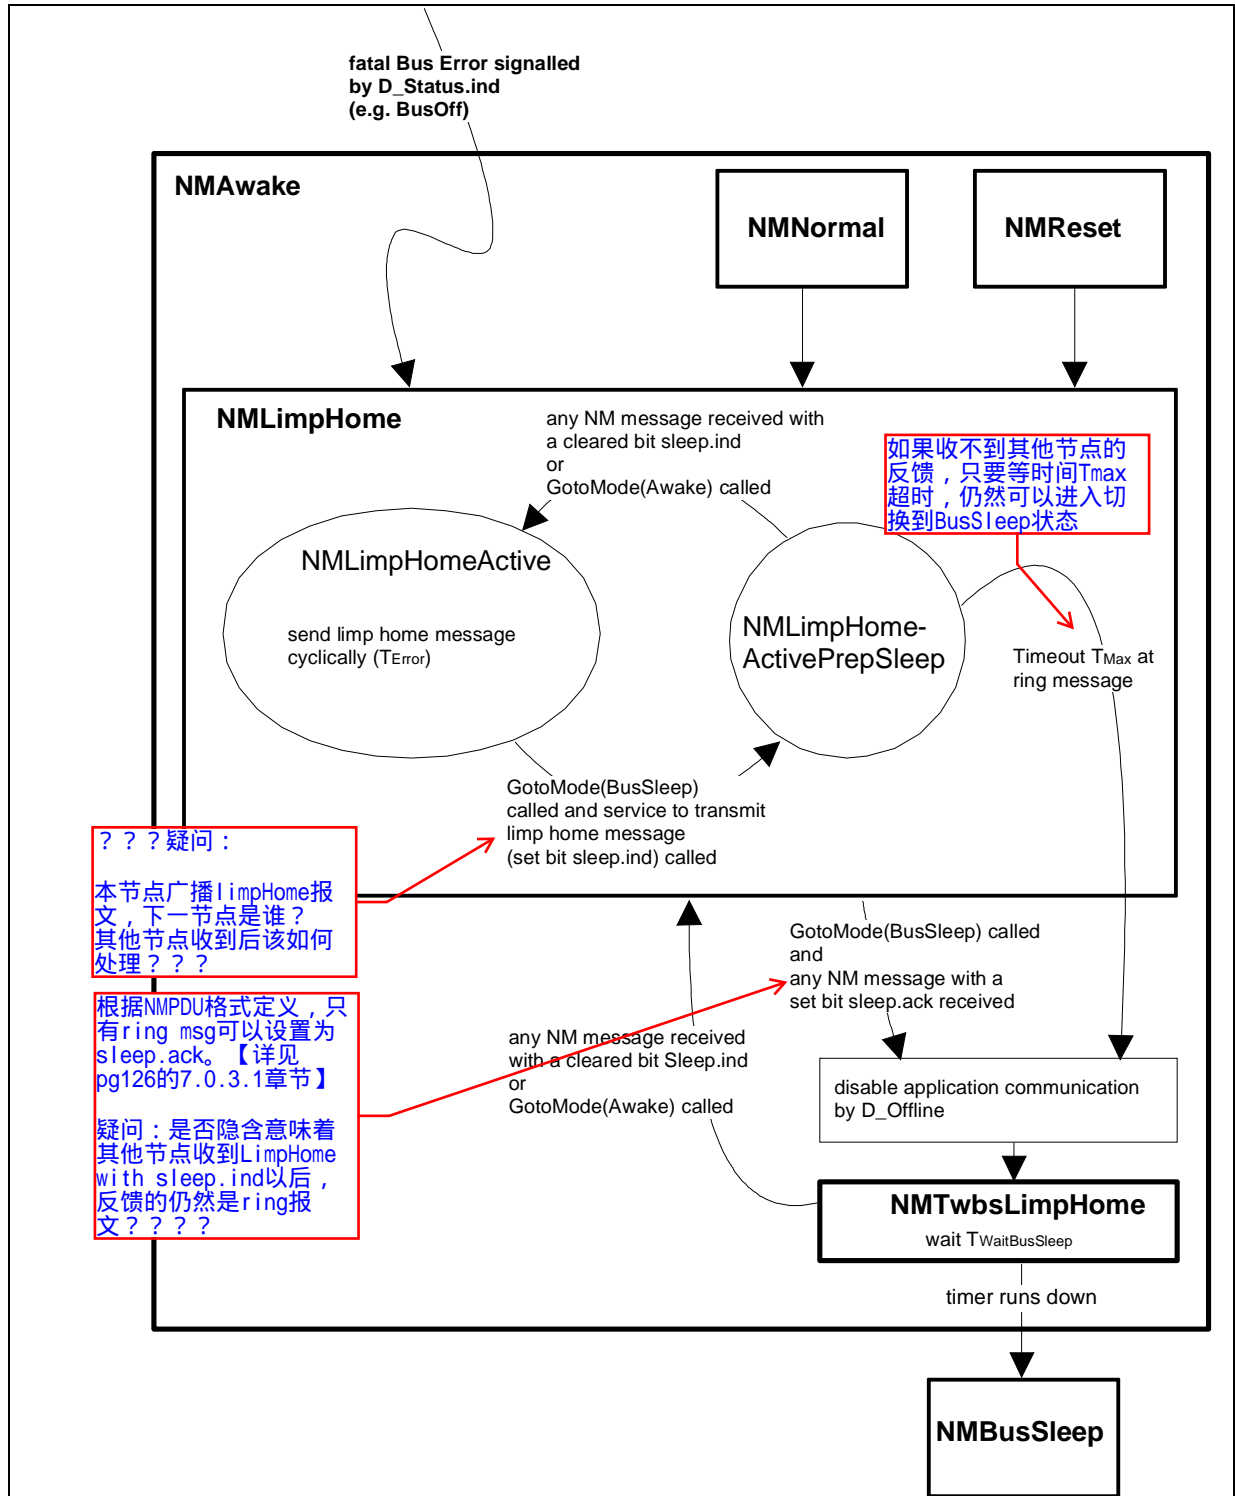 fatal Bus Error signalled
by D_Status.ind
(e.g. BusOff)
NMAwake
NMNormal
NMReset
NMLimpHome
any NM message received with
a cleared bit sleep.ind
or
GotoMode(Awake) called
如果收不到其他节点的
反馈，只要等时间Tmax
超时，仍然可以进入切
换到BusSleep状态
NMLimpHomeActive
send limp home message
cyclically (TError)
NMLimpHome-
ActivePrepSleep
Timeout TMax at
ring message
GotoMode(BusSleep)
called and service to transmit
limp home message
(set bit sleep.ind) called
？？？疑问：
本节点广播limpHome报
文，下一节点是谁？
其他节点收到后该如何
处理？？？
GotoMode(BusSleep) called
and
any NM message with a
set bit sleep.ack received
根据NMPDU格式定义，只
有ring msg可以设置为
sleep.ack。【详见
pg126的7.0.3.1章节】
疑问：是否隐含意味着
其他节点收到LimpHome
with sleep.ind以后，
反馈的仍然是ring报
文？？？？
any NM message received
with a cleared bit Sleep.ind
or
GotoMode(Awake) called
disable application communication
by D_Offline
NMTwbsLimpHome
wait TWaitBusSleep
timer runs down
NMBusSleep